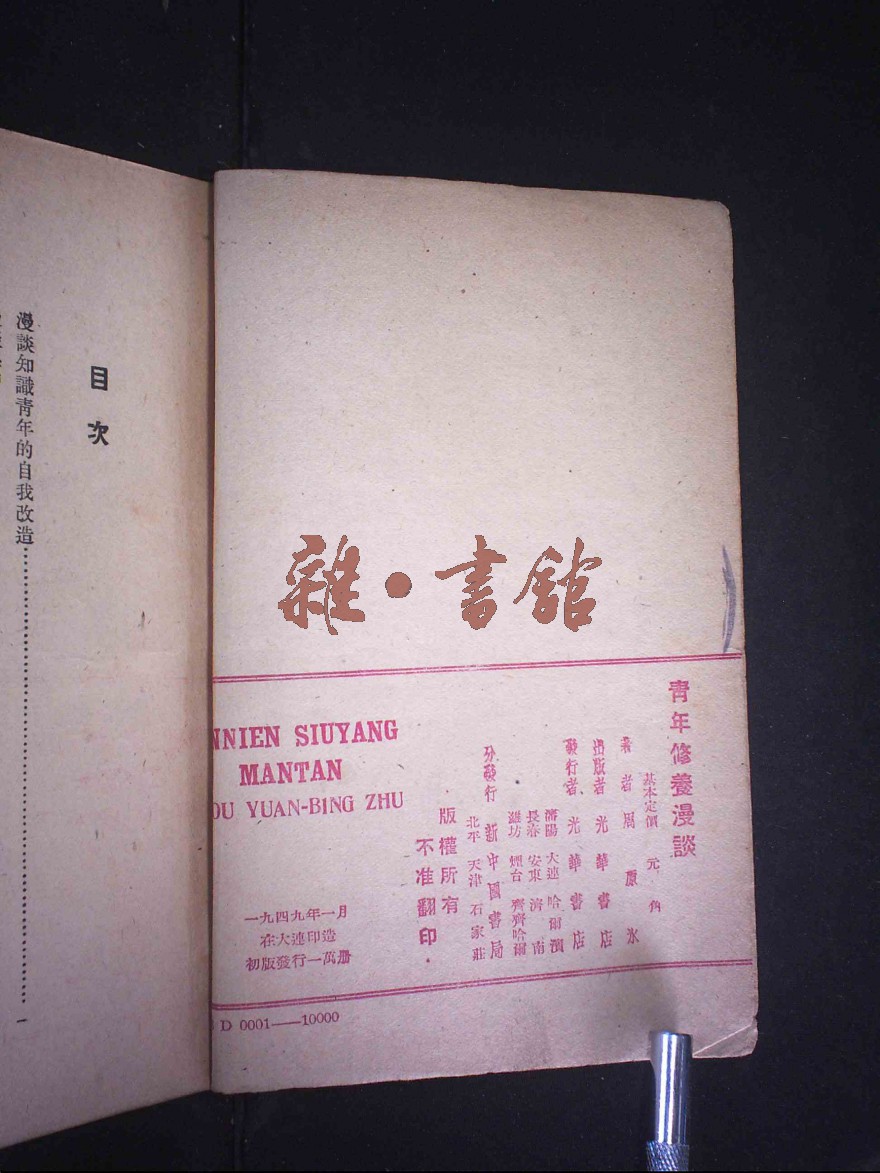 青年修養漫談
基本定價 元 角
著者 周原冰
出版者 光華書店
發行者 光華書店
瀋陽 大連 哈爾濱
長春 安東 濟南
濰坊 煙台 齊齊哈爾
分發行 新中國書局
北平 天津 石家莊
版權所有
不准翻印
NNIEN SIUYANG
MANTAN
OU YUAN-BING ZHU
一九四九年一月
在大連印造
初版發行一萬册
D 0001——10000
雜·書館
目次
漫談知識青年的自我改造……一